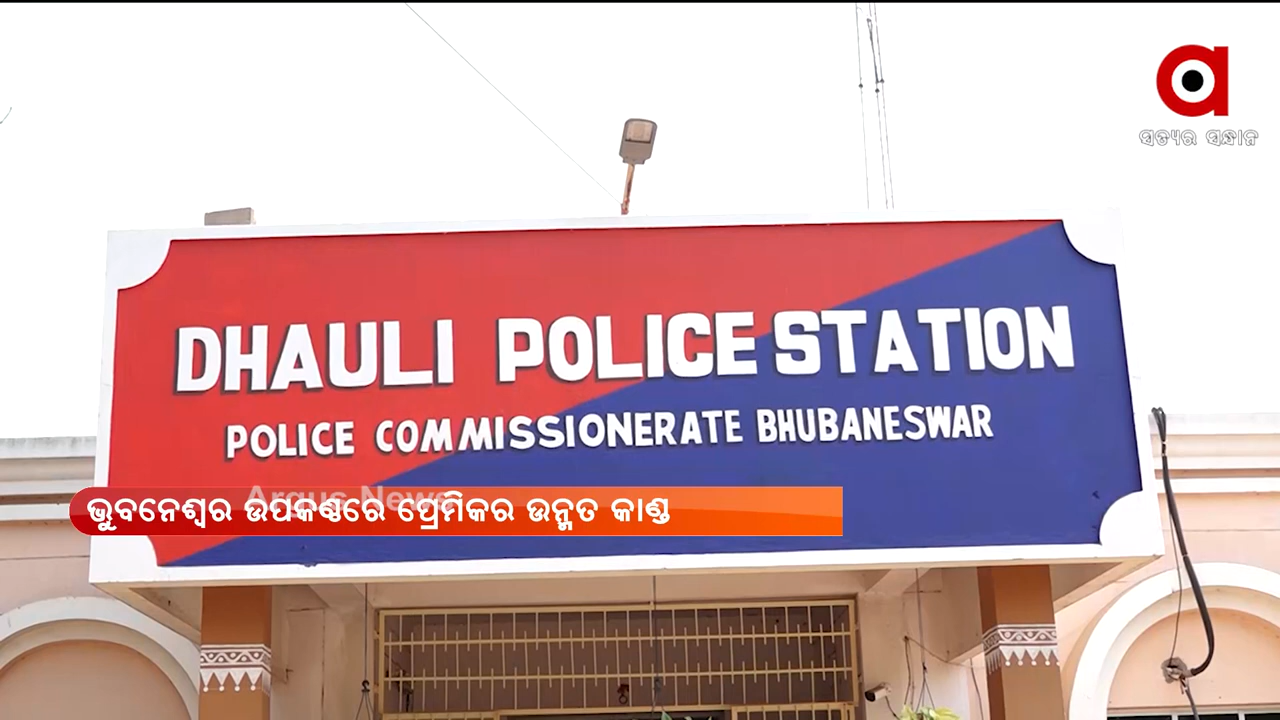 ସତ୍ୟର ସନ୍ଧାନ
DHAULI POLICE STATION
POLICE COMMISSIONERATE BHUBANESWAR
Argus News
ଭୁବନେଶ୍ୱର ଉପକଣ୍ଠରେ ପ୍ରେମିକର ଉନ୍ମତ କାଣ୍ଡ